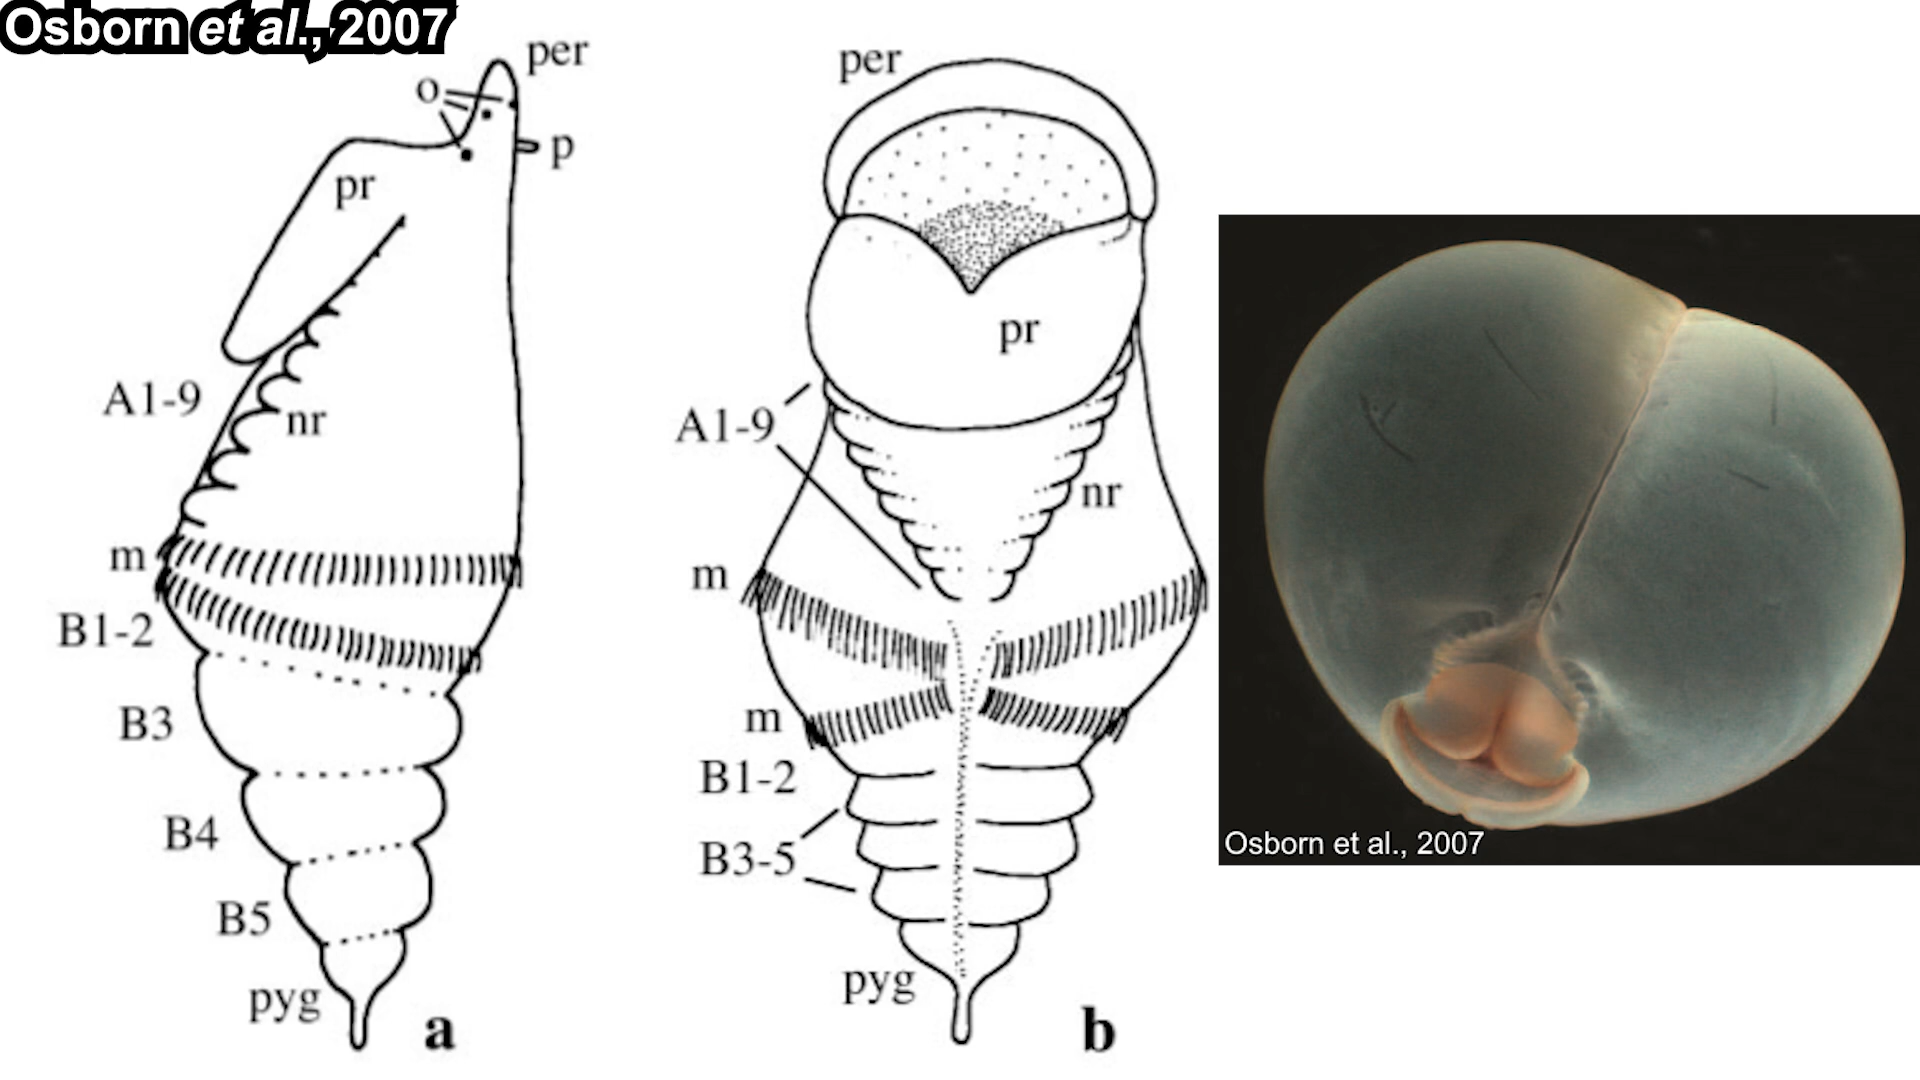 Osborn et al., 2007
per
o
p
pr
A1-9
nr
m
B1-2
B3
B4
B5
pyg
a
per
pr
A1-9
nr
m
m
B1-2
B3-5
pyg
b
Osborn et al., 2007